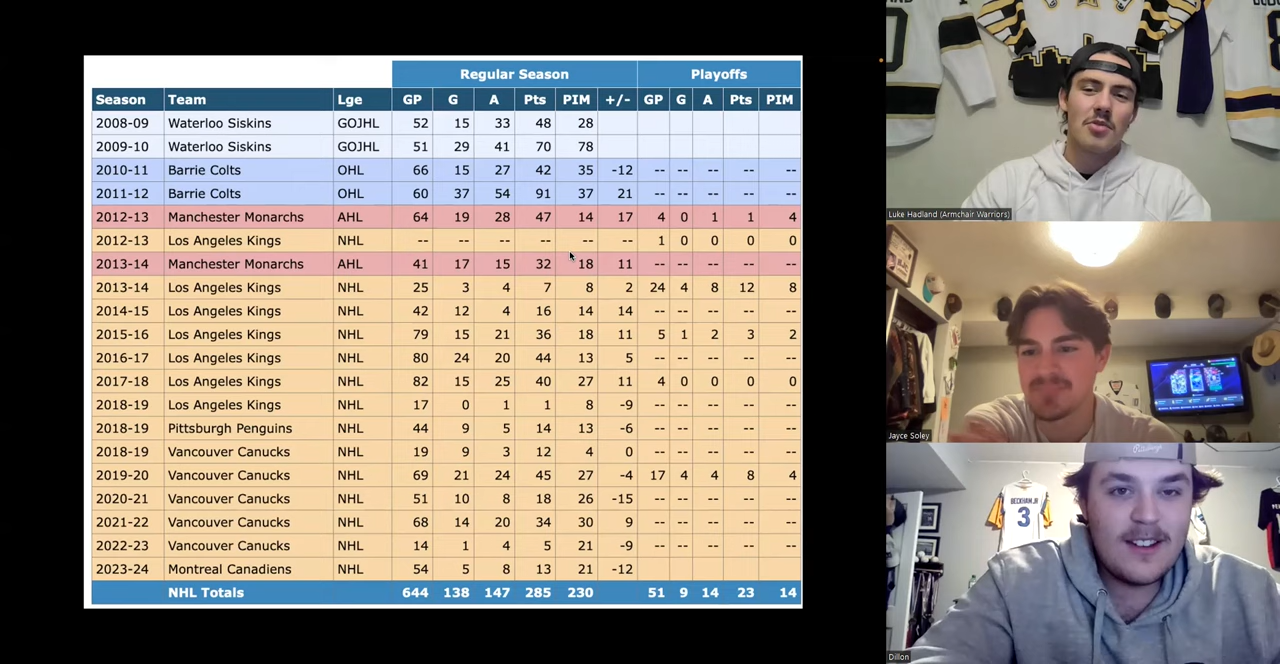 Regular Season Playoffs
Season Team Lge GP G A Pts PIM +/- GP G A Pts PIM
2008-09 Waterloo Siskins GOJHL 52 15 33 48 28
2009-10 Waterloo Siskins GOJHL 51 29 41 70 78
2010-11 Barrie Colts OHL 66 15 27 42 35 -12 -- -- -- -- --
2011-12 Barrie Colts OHL 60 37 54 91 37 21 -- -- -- -- --
2012-13 Manchester Monarchs AHL 64 19 28 47 14 17 4 0 1 1 4
2012-13 Los Angeles Kings NHL -- -- -- -- -- -- 1 0 0 0 0
2013-14 Manchester Monarchs AHL 41 17 15 32 18 11 -- -- -- -- --
2013-14 Los Angeles Kings NHL 25 3 4 7 8 2 24 4 8 12 8
2014-15 Los Angeles Kings NHL 42 12 4 16 14 14 -- -- -- -- --
2015-16 Los Angeles Kings NHL 79 15 21 36 18 11 5 1 2 3 2
2016-17 Los Angeles Kings NHL 80 24 20 44 13 5 -- -- -- -- --
2017-18 Los Angeles Kings NHL 82 15 25 40 27 11 4 0 0 0 0
2018-19 Los Angeles Kings NHL 17 0 1 1 8 -9 -- -- -- -- --
2018-19 Pittsburgh Penguins NHL 44 9 5 14 13 -6 -- -- -- -- --
2018-19 Vancouver Canucks NHL 19 9 3 12 4 0 -- -- -- -- --
2019-20 Vancouver Canucks NHL 69 21 24 45 27 -4 17 4 4 8 4
2020-21 Vancouver Canucks NHL 51 10 8 18 26 -15 -- -- -- -- --
2021-22 Vancouver Canucks NHL 68 14 20 34 30 9 -- -- -- -- --
2022-23 Vancouver Canucks NHL 14 1 4 5 21 -9 -- -- -- -- --
2023-24 Montreal Canadiens NHL 54 5 8 13 21 -12
NHL Totals 644 138 147 285 230 51 9 14 23 14
Luke Hadland (Armchair Warriors)
Jayce Soley
BECKHAM JR
3
Dillon